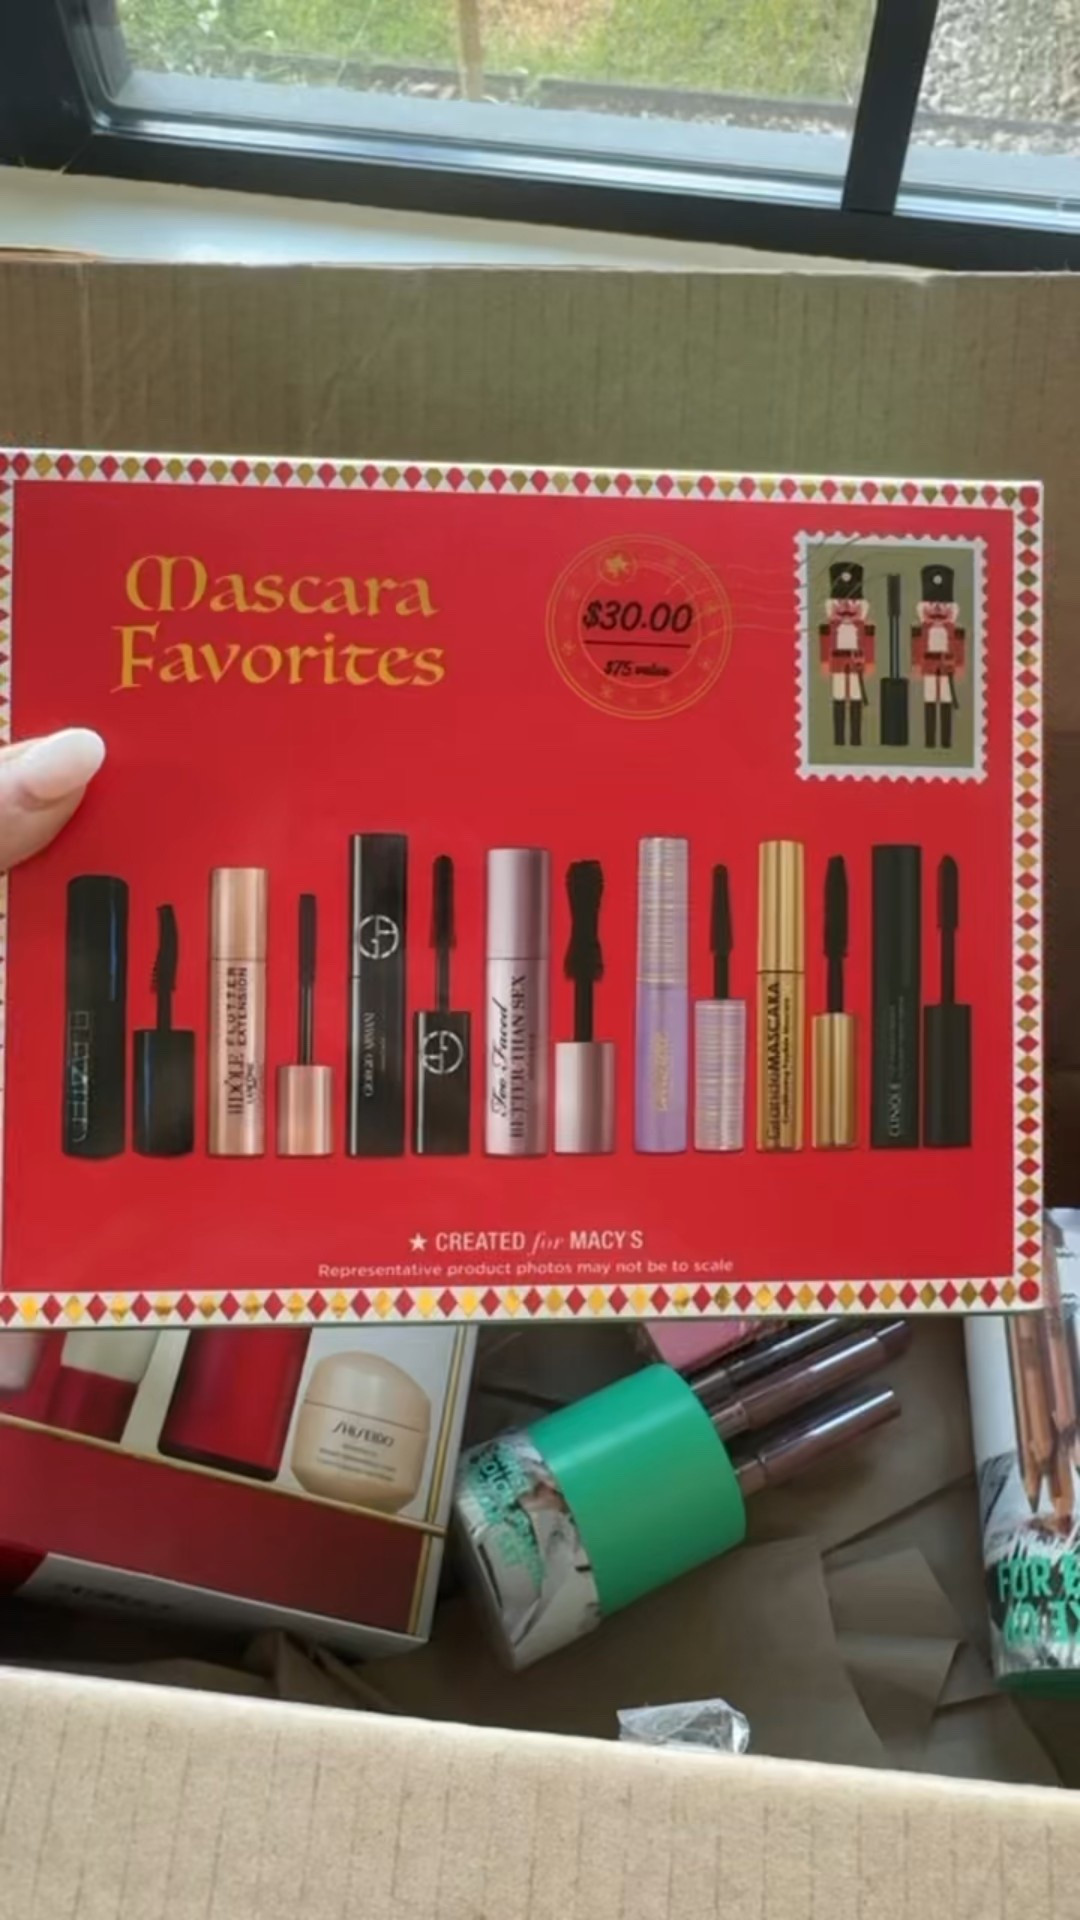 Mascara
Favorites
$30.00
$75 value
IDÔLE FLUTTER
EXTENSION
LANCÔME
GIORGIO ARMANI
Too Faced
BETTER THAN SEX
GrandeMASCARA
CLINIQUE
★ CREATED for MACY'S
Representative product photos may not be to scale
SHISEIDO
FUR